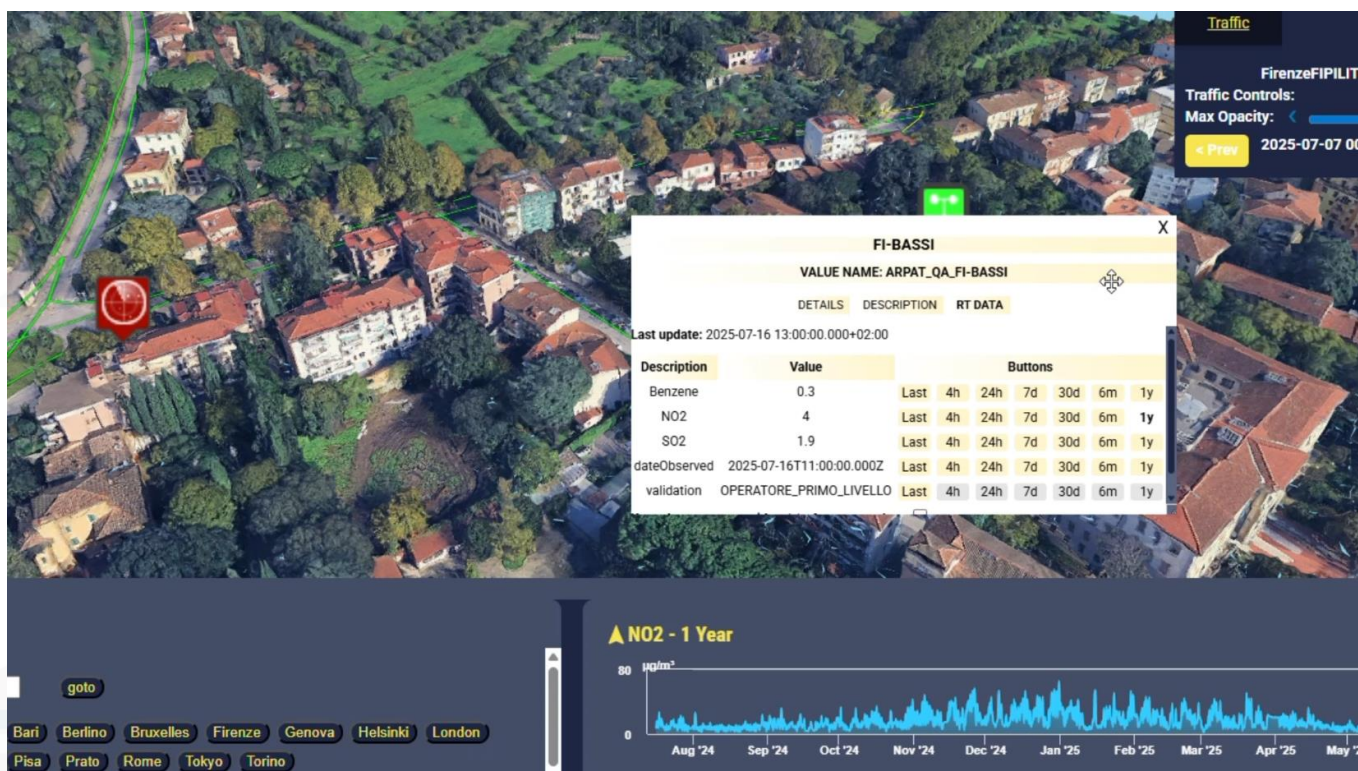 Traffic
FirenzeFIPILIT
Traffic Controls:
Max Opacity:
< Prev 2025-07-07 00
X
FI-BASSI
VALUE NAME: ARPAT_QA_FI-BASSI
DETAILS DESCRIPTION RT DATA
Last update: 2025-07-16 13:00:00.000+02:00
Description Value Buttons
Benzene 0.3 Last 4h 24h 7d 30d 6m 1y
NO2 4 Last 4h 24h 7d 30d 6m 1y
SO2 1.9 Last 4h 24h 7d 30d 6m 1y
dateObserved 2025-07-16T11:00:00.000Z Last 4h 24h 7d 30d 6m 1y
validation OPERATORE_PRIMO_LIVELLO Last 4h 24h 7d 30d 6m 1y
goto
Bari Berlino Bruxelles Firenze Genova Helsinki London
Pisa Prato Rome Tokyo Torino
NO2 - 1 Year
80 µg/m³
0
Aug '24 Sep '24 Oct '24 Nov '24 Dec '24 Jan '25 Feb '25 Mar '25 Apr '25 May '2